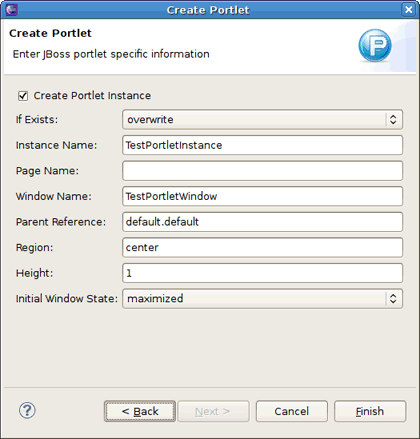 Create Portlet
Create Portlet
Enter JBoss portlet specific information
P
Create Portlet Instance
If Exists: overwrite
Instance Name: TestPortletInstance
Page Name:
Window Name: TestPortletWindow
Parent Reference: default.default
Region: center
Height: 1
Initial Window State: maximized
? < Back Next > Cancel Finish